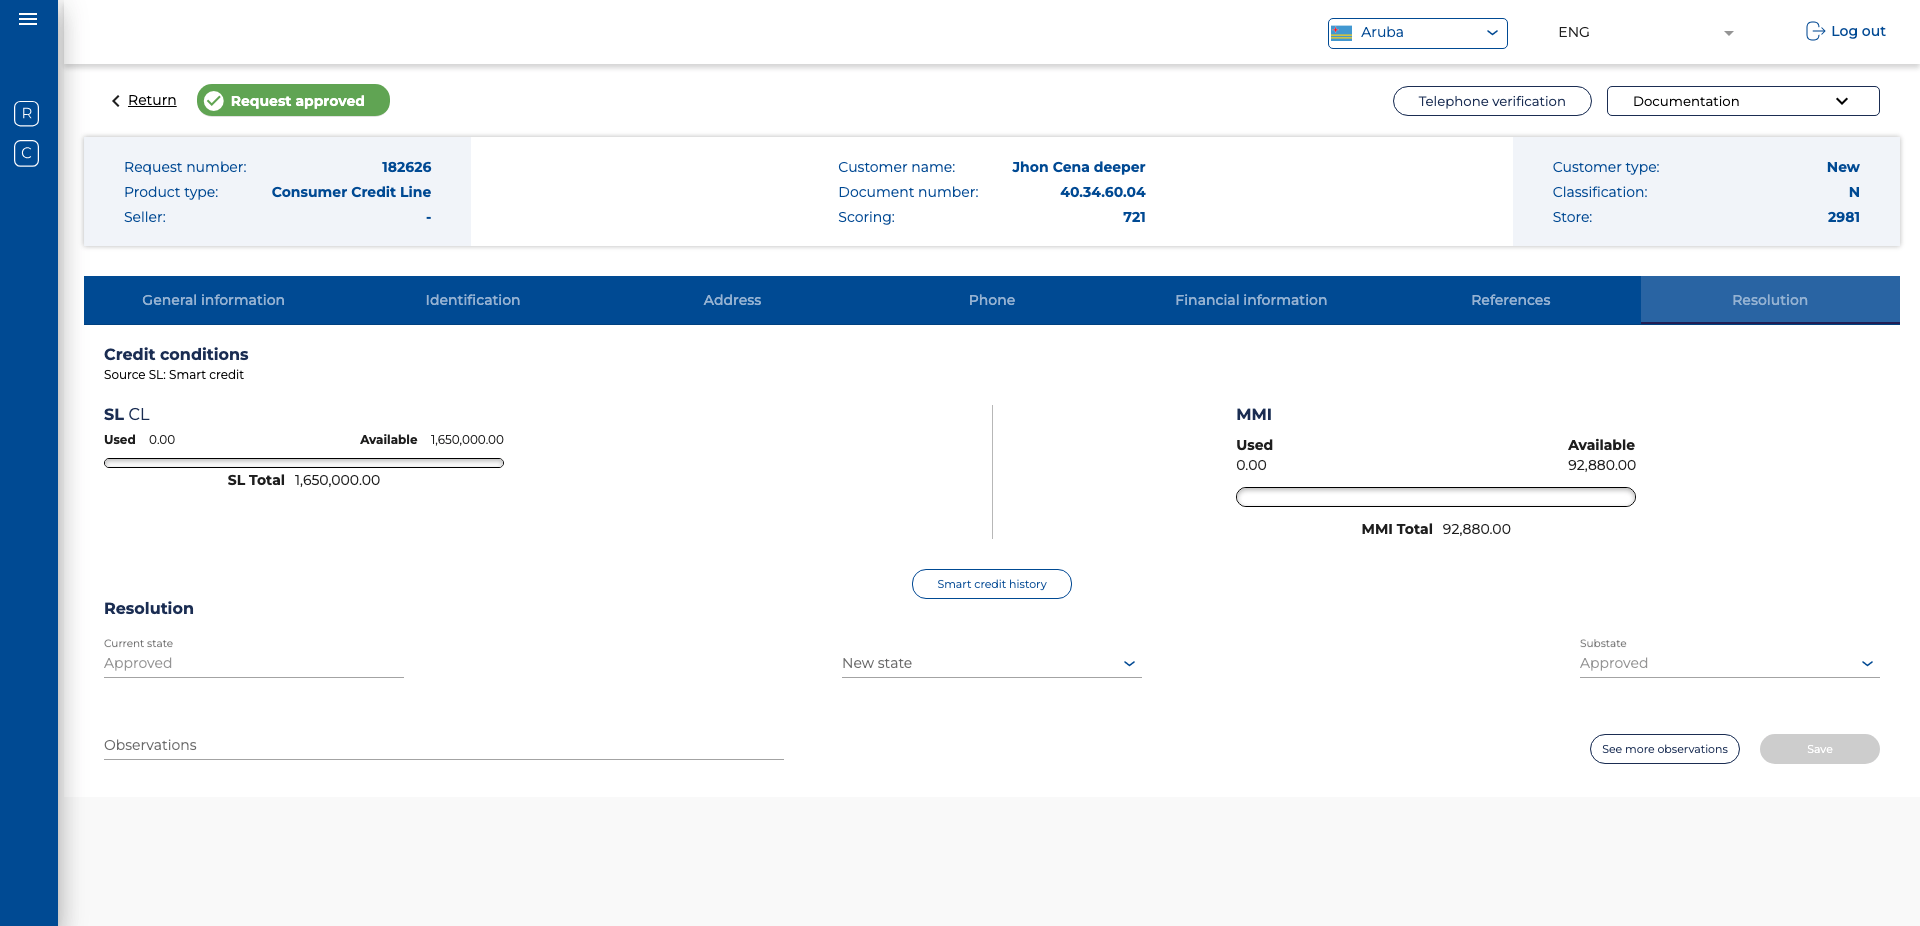 Aruba
ENG
Log out
R
C
Return
Request approved
Telephone verification
Documentation
Request number: 182626
Product type: Consumer Credit Line
Seller: -
Customer name: Jhon Cena deeper
Document number: 40.34.60.04
Scoring: 721
Customer type: New
Classification: N
Store: 2981
General information
Identification
Address
Phone
Financial information
References
Resolution
Credit conditions
Source SL: Smart credit
SL CL
Used 0.00 Available 1,650,000.00
SL Total 1,650,000.00
MMI
Used Available
0.00 92,880.00
MMI Total 92,880.00
Smart credit history
Resolution
Current state
Approved
New state
Substate
Approved
Observations
See more observations
Save